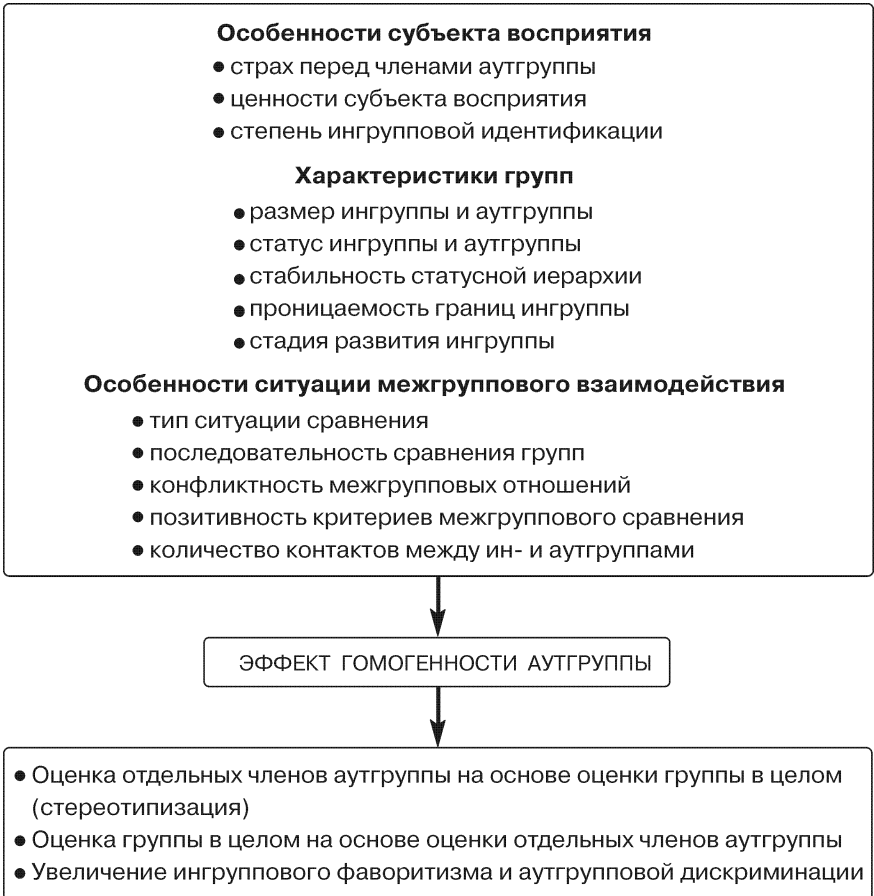 Особенности субъекта восприятия
● страх перед членами аутгруппы
● ценности субъекта восприятия
● степень ингрупповой идентификации
Характеристики групп
● размер ингруппы и аутгруппы
● статус ингруппы и аутгруппы
● стабильность статусной иерархии
● проницаемость границ ингруппы
● стадия развития ингруппы
Особенности ситуации межгруппового взаимодействия
● тип ситуации сравнения
● последовательность сравнения групп
● конфликтность межгрупповых отношений
● позитивность критериев межгруппового сравнения
● количество контактов между ин- и аутгруппами
ЭФФЕКТ ГОМОГЕННОСТИ АУТГРУППЫ
● Оценка отдельных членов аутгруппы на основе оценки группы в целом
(стереотипизация)
● Оценка группы в целом на основе оценки отдельных членов аутгруппы
● Увеличение ингруппового фаворитизма и аутгрупповой дискриминации